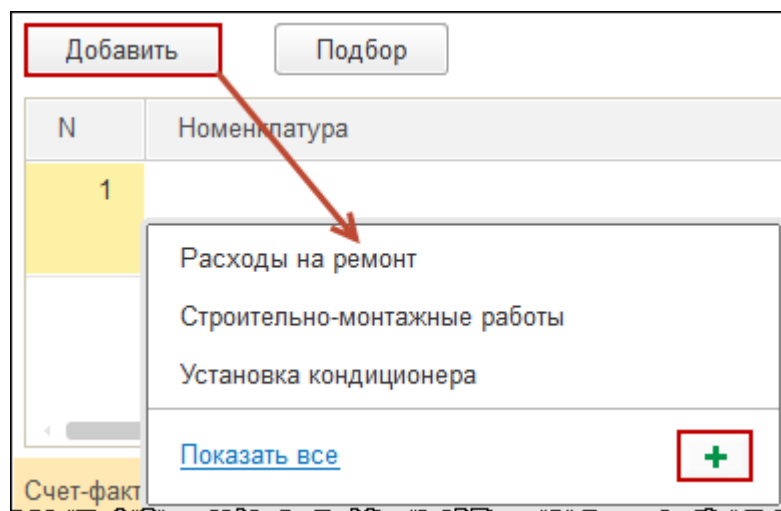 Добавить Подбор
N Номенклатура
1
Расходы на ремонт
Строительно-монтажные работы
Установка кондиционера
Показать все
Счет-факт